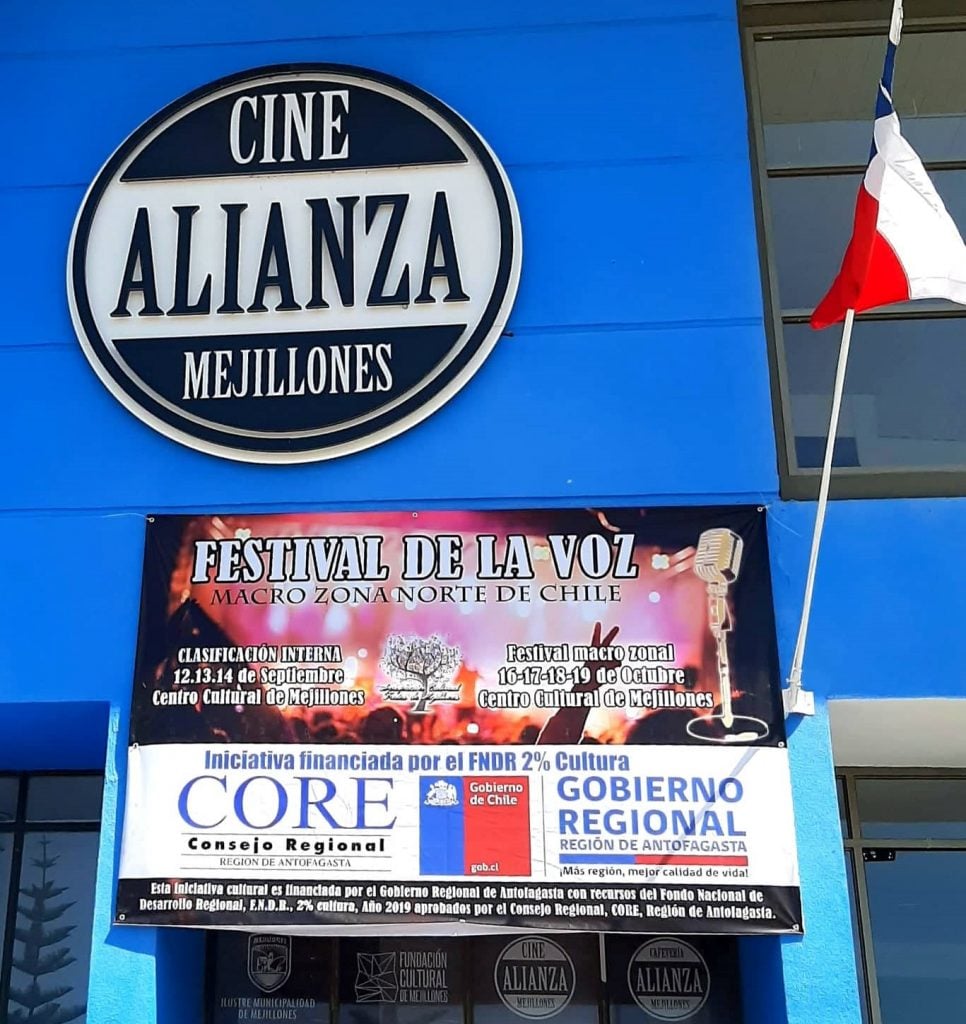 CINE
ALIANZA
MEJILLONES
FESTIVAL DE LA VOZ
MACRO ZONA NORTE DE CHILE
CLASIFICACIÓN INTERNA
12.13.14 de Septiembre
Centro Cultural de Mejillones
Festival macro zonal
16-17-18-19 de Octubre
Centro Cultural de Mejillones
Iniciativa financiada por el FNDR 2% Cultura
CORE
Consejo Regional
REGION DE ANTOFAGASTA
Gobierno
de Chile
gob.cl
GOBIERNO
REGIONAL
REGIÓN DE ANTOFAGASTA
¡Más región, mejor calidad de vida!
Esta iniciativa cultural es financiada por el Gobierno Regional de Antofagasta con recursos del Fondo Nacional de
Desarrollo Regional, F.N.D.R., 2% cultura, Año 2019 aprobados por el Consejo Regional, CORE, Región de Antofagasta.
ILUSTRE MUNICIPALIDAD
DE MEJILLONES
FUNDACIÓN
CULTURAL
DE MEJILLONES
CINE
ALIANZA
MEJILLONES
CAFETERÍA
ALIANZA
MEJILLONES